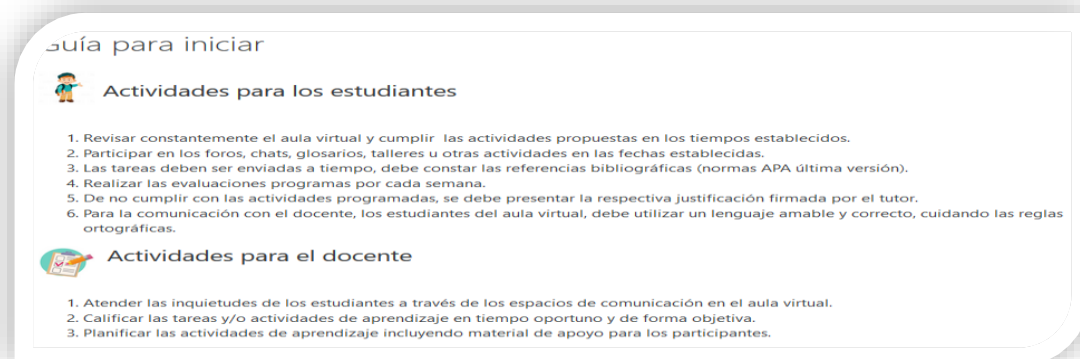 Guía para iniciar
Actividades para los estudiantes
1. Revisar constantemente el aula virtual y cumplir las actividades propuestas en los tiempos establecidos.
2. Participar en los foros, chats, glosarios, talleres u otras actividades en las fechas establecidas.
3. Las tareas deben ser enviadas a tiempo, debe constar las referencias bibliográficas (normas APA última versión).
4. Realizar las evaluaciones programas por cada semana.
5. De no cumplir con las actividades programadas, se debe presentar la respectiva justificación firmada por el tutor.
6. Para la comunicación con el docente, los estudiantes del aula virtual, debe utilizar un lenguaje amable y correcto, cuidando las reglas
ortográficas.
Actividades para el docente
1. Atender las inquietudes de los estudiantes a través de los espacios de comunicación en el aula virtual.
2. Calificar las tareas y/o actividades de aprendizaje en tiempo oportuno y de forma objetiva.
3. Planificar las actividades de aprendizaje incluyendo material de apoyo para los participantes.